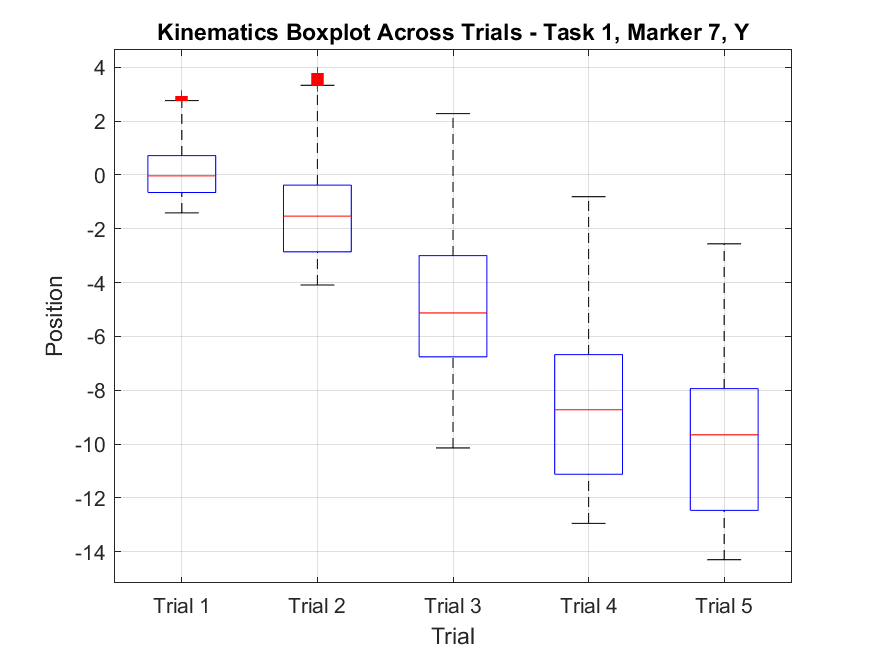 Kinematics Boxplot Across Trials - Task 1, Marker 7, Y
4
2
0
-2
-4
-6
-8
-10
-12
-14
Position
Trial 1 Trial 2 Trial 3 Trial 4 Trial 5
Trial